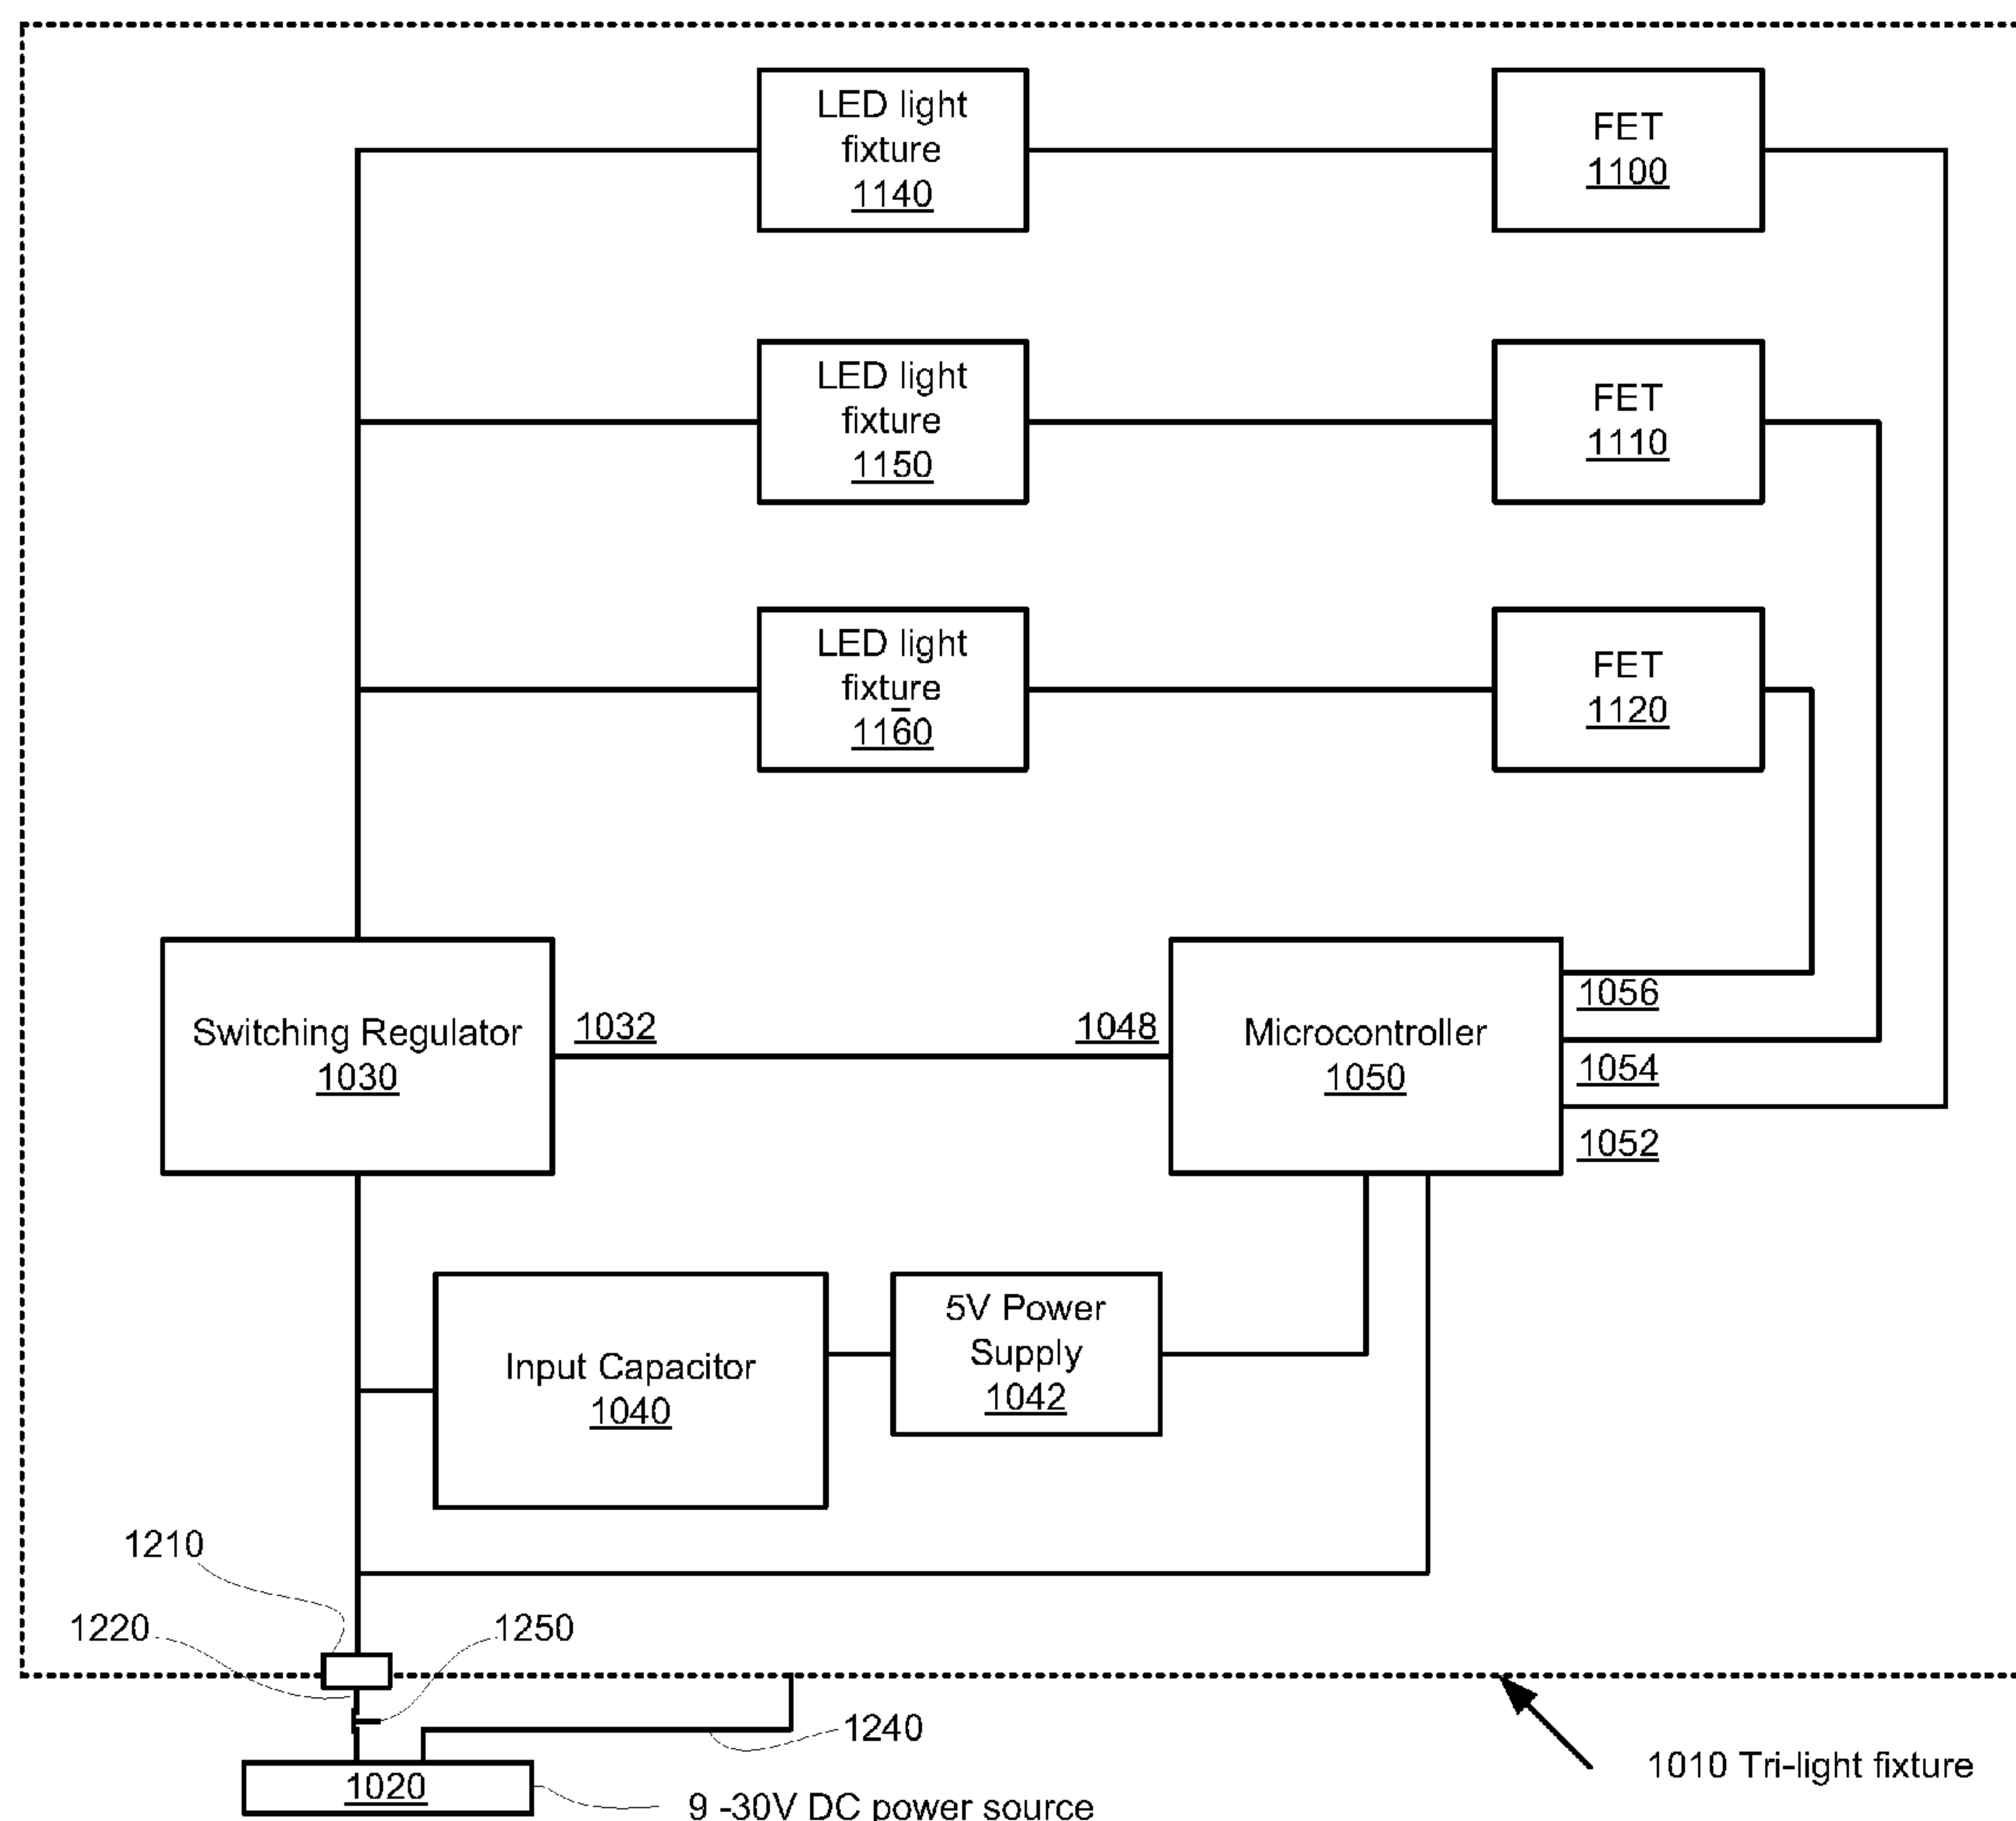 LED light
fixture
1140
FET
1100
LED light
fixture
1150
FET
1110
LED light
fixture
1160
FET
1120
Switching Regulator
1030
1032
1048
Microcontroller
1050
1056
1054
1052
Input Capacitor
1040
5V Power
Supply
1042
1210
1220
1250
1240
1020
9 -30V DC power source
1010 Tri-light fixture